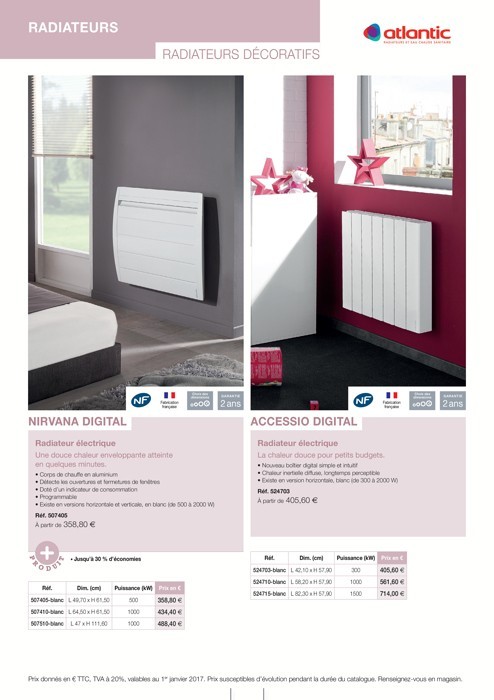 RADIATEURS
atlantic
RADIATEURS DÉCORATIFS
NF
Fabrication
française
GARANTIE
2 ans
NF
Fabrication
française
GARANTIE
2 ans
NIRVANA DIGITAL
Radiateur électrique
Une douce chaleur enveloppante atteinte
en quelques minutes.
• Corps de chauffe en aluminium
• Détecte les ouvertures et fermetures de fenêtres
• Doté d'un indicateur de consommation
• Programmable
• Existe en versions horizontale et verticale, en blanc (de 500 à 2000 W)
Réf. 507405
À partir de 358,80 €
+
PRODUIT
• Jusqu'à 30 % d'économies
Réf. Dim. (cm) Puissance (kW) Prix en €
507405-blanc L 49,70 x H 61,50 500 358,80 €
507410-blanc L 64,50 x H 61,50 1000 434,40 €
507510-blanc L 47 x H 111,60 1000 488,40 €
ACCESSIO DIGITAL
Radiateur électrique
La chaleur douce pour petits budgets.
• Nouveau boîtier digital simple et intuitif
• Chaleur inertielle diffuse, longtemps perceptible
• Existe en version horizontale, blanc (de 300 à 2000 W)
Réf. 524703
À partir de 405,60 €
Réf. Dim. (cm) Puissance (kW) Prix en €
524703-blanc L 42,10 x H 57,90 300 405,60 €
524710-blanc L 58,20 x H 57,90 1000 561,60 €
524715-blanc L 82,30 x H 57,90 1500 714,00 €
Prix donnés en € TTC, TVA à 20%, valables au 1er janvier 2017. Prix susceptibles d'évolution pendant la durée du catalogue. Renseignez-vous en magasin.